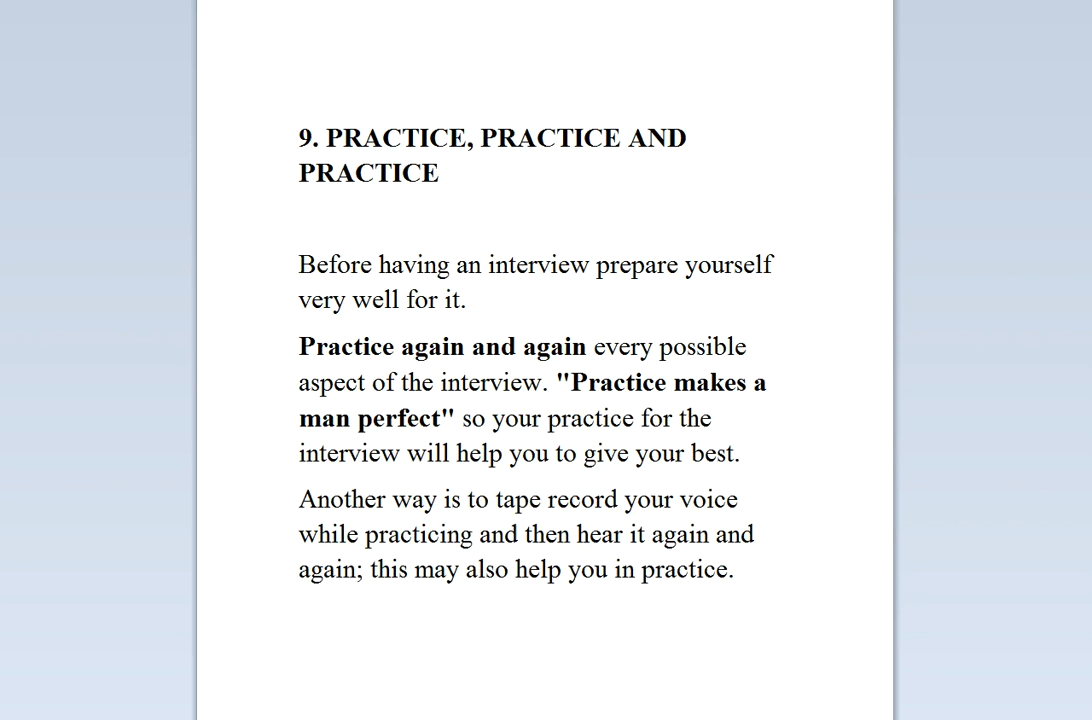 9. PRACTICE, PRACTICE AND
PRACTICE
Before having an interview prepare yourself
very well for it.
Practice again and again every possible
aspect of the interview. "Practice makes a
man perfect" so your practice for the
interview will help you to give your best.
Another way is to tape record your voice
while practicing and then hear it again and
again; this may also help you in practice.